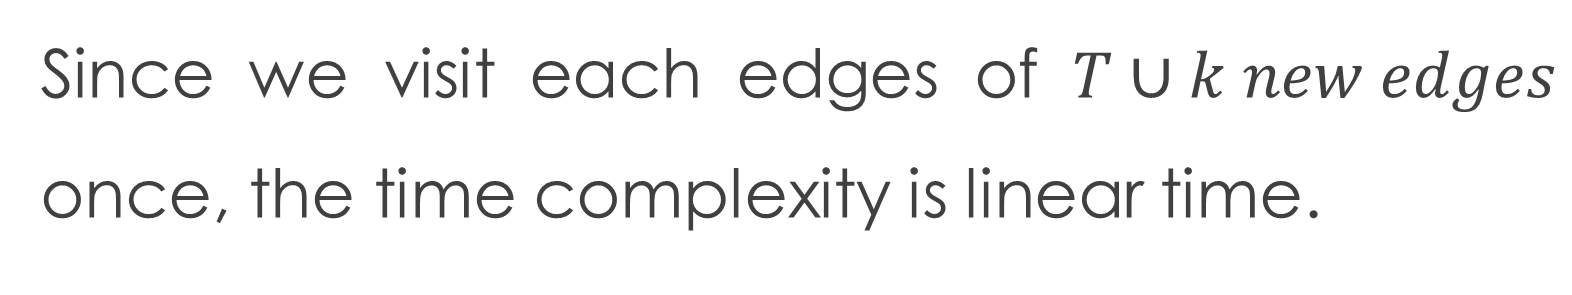 Since we visit each edges of T ∪ k new edges
once, the time complexity is linear time.